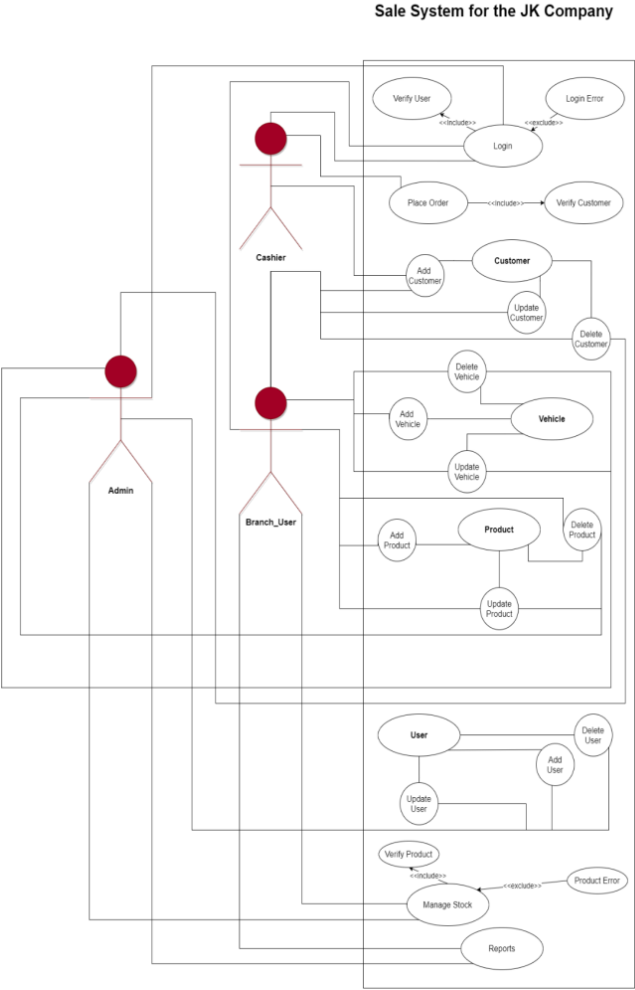 Sale System for the JK Company
Verify User
Login Error
<<include>>
<<exclude>>
Login
Place Order
<<include>>
Verify Customer
Cashier
Customer
Add
Customer
Update
Customer
Delete
Customer
Delete
Vehicle
Add
Vehicle
Vehicle
Update
Vehicle
Admin
Branch_User
Product
Delete
Product
Add
Product
Update
Product
User
Delete
User
Add
User
Update
User
Verify Product
<<include>>
Product Error
<<exclude>>
Manage Stock
Reports